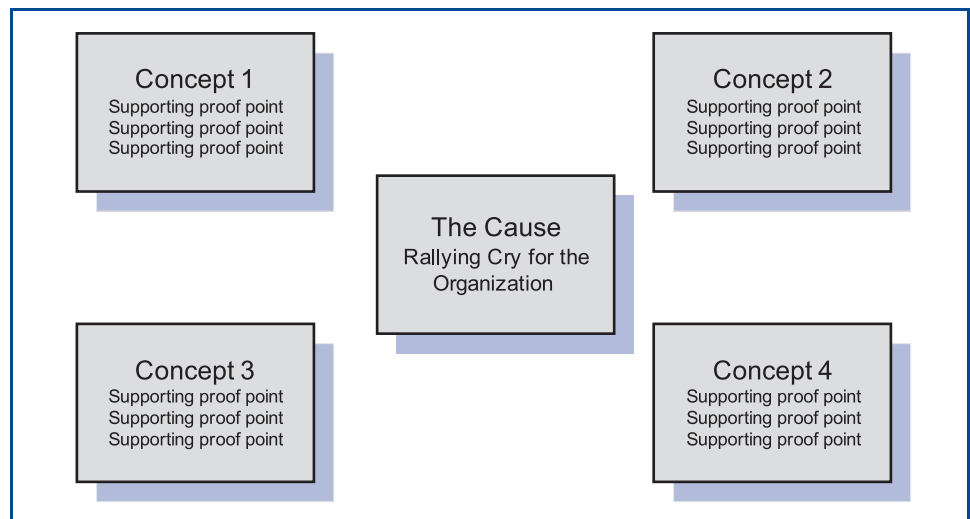 Concept 1
Supporting proof point
Supporting proof point
Supporting proof point
Concept 2
Supporting proof point
Supporting proof point
Supporting proof point
The Cause
Rallying Cry for the
Organization
Concept 3
Supporting proof point
Supporting proof point
Supporting proof point
Concept 4
Supporting proof point
Supporting proof point
Supporting proof point